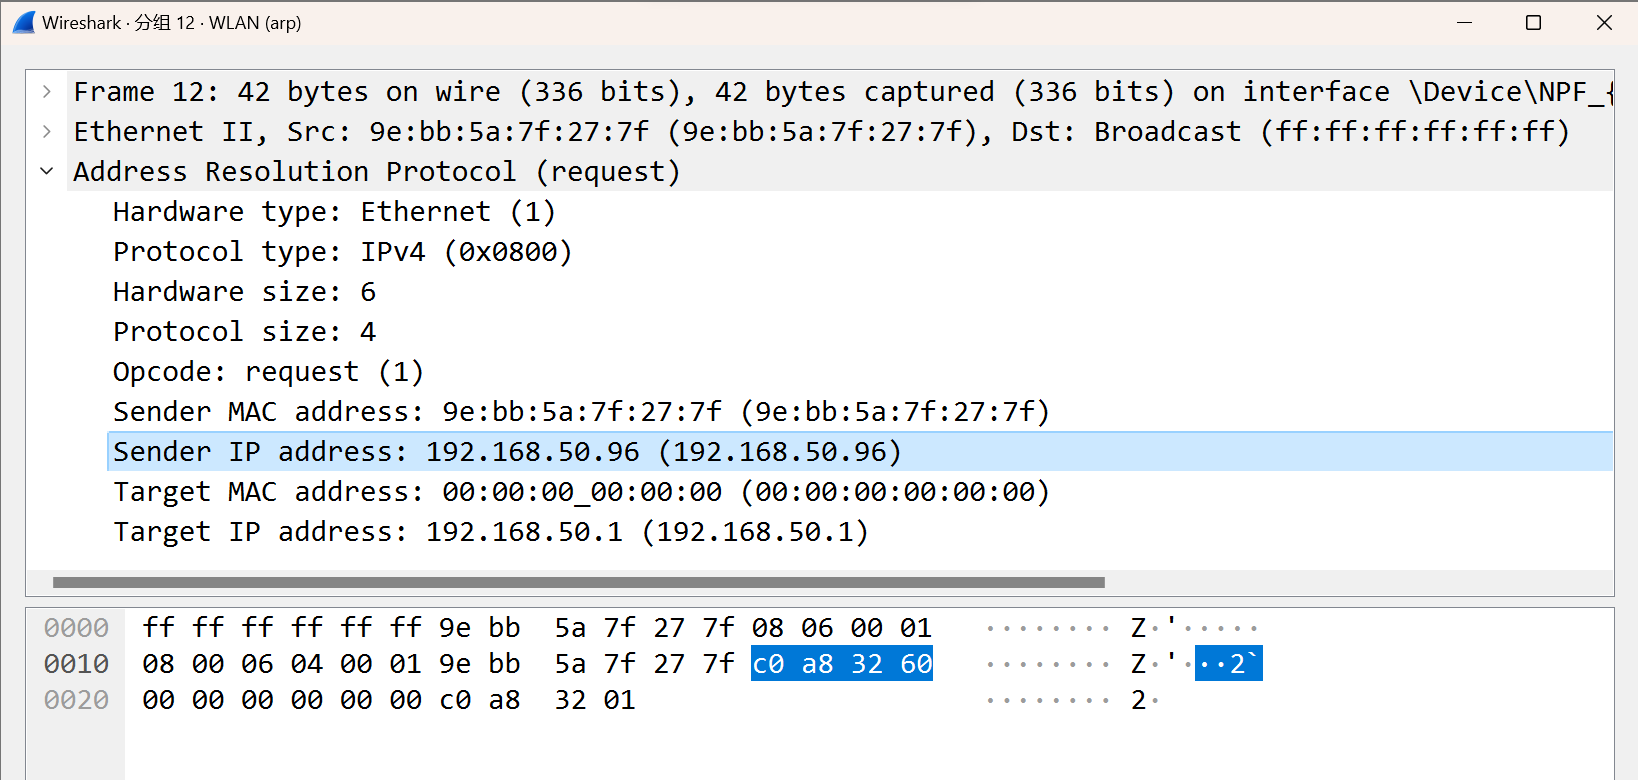 Wireshark · 分组 12 · WLAN (arp)
Frame 12: 42 bytes on wire (336 bits), 42 bytes captured (336 bits) on interface \Device\NPF_{
Ethernet II, Src: 9e:bb:5a:7f:27:7f (9e:bb:5a:7f:27:7f), Dst: Broadcast (ff:ff:ff:ff:ff:ff)
Address Resolution Protocol (request)
Hardware type: Ethernet (1)
Protocol type: IPv4 (0x0800)
Hardware size: 6
Protocol size: 4
Opcode: request (1)
Sender MAC address: 9e:bb:5a:7f:27:7f (9e:bb:5a:7f:27:7f)
Sender IP address: 192.168.50.96 (192.168.50.96)
Target MAC address: 00:00:00_00:00:00 (00:00:00:00:00:00)
Target IP address: 192.168.50.1 (192.168.50.1)
0000 ff ff ff ff ff ff 9e bb 5a 7f 27 7f 08 06 00 01 ········ Z·'·····
0010 08 00 06 04 00 01 9e bb 5a 7f 27 7f c0 a8 32 60 ········ Z·'···2`
0020 00 00 00 00 00 00 c0 a8 32 01 ········ 2·